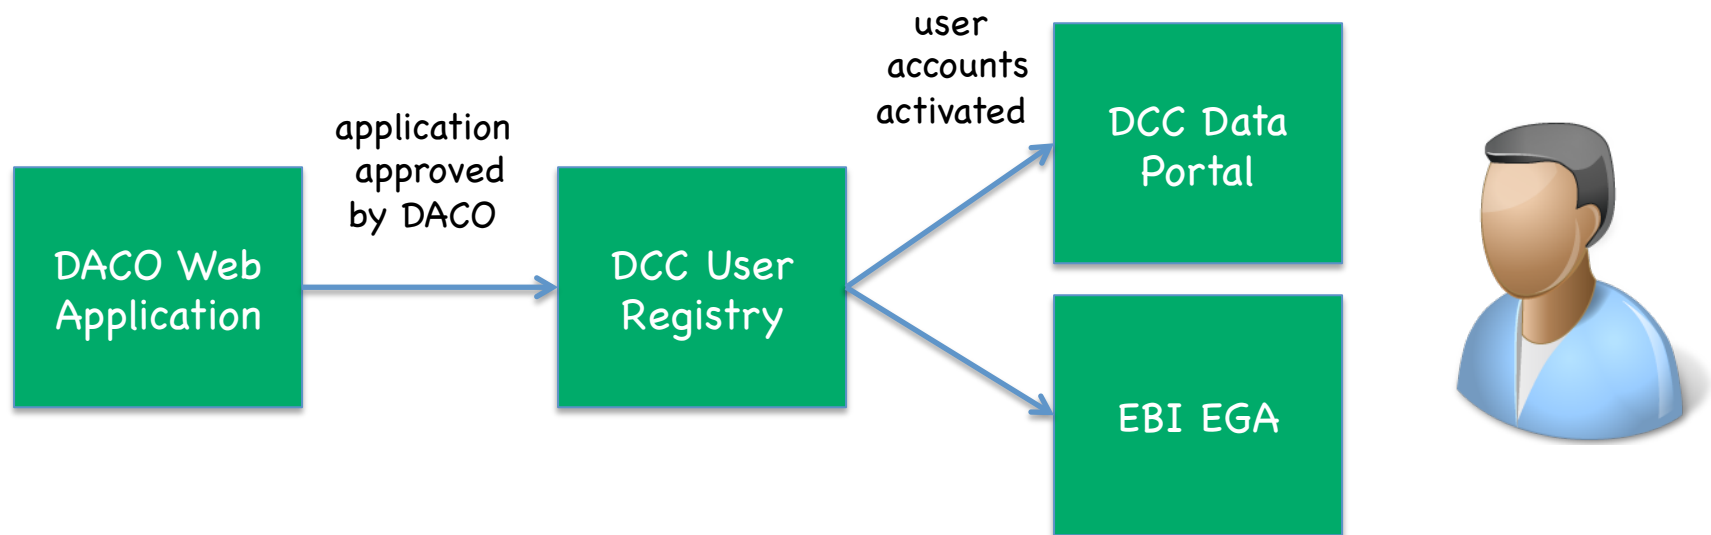 DACO Web
Application
application
approved
by DACO
DCC User
Registry
user
accounts
activated
DCC Data
Portal
EBI EGA